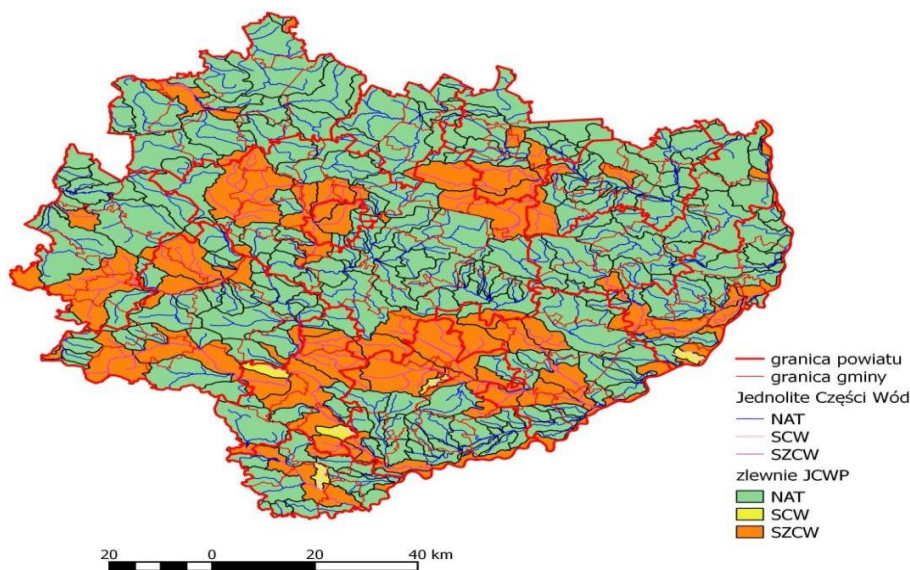 granica powiatu
granica gminy
Jednolite Części Wód
NAT
SCW
SZCW
zlewnie JCWP
NAT
SCW
SZCW
20 0 20 40 km